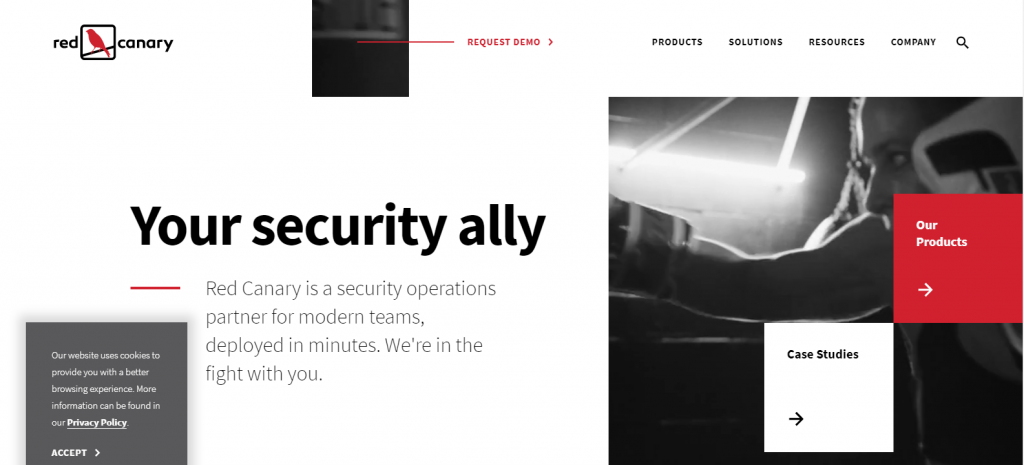 red canary
REQUEST DEMO
PRODUCTS SOLUTIONS RESOURCES COMPANY
Your security ally
Red Canary is a security operations
partner for modern teams,
deployed in minutes. We're in the
fight with you.
Our
Products
Case Studies
Our website uses cookies to
provide you with a better
browsing experience. More
information can be found in
our Privacy Policy.
ACCEPT